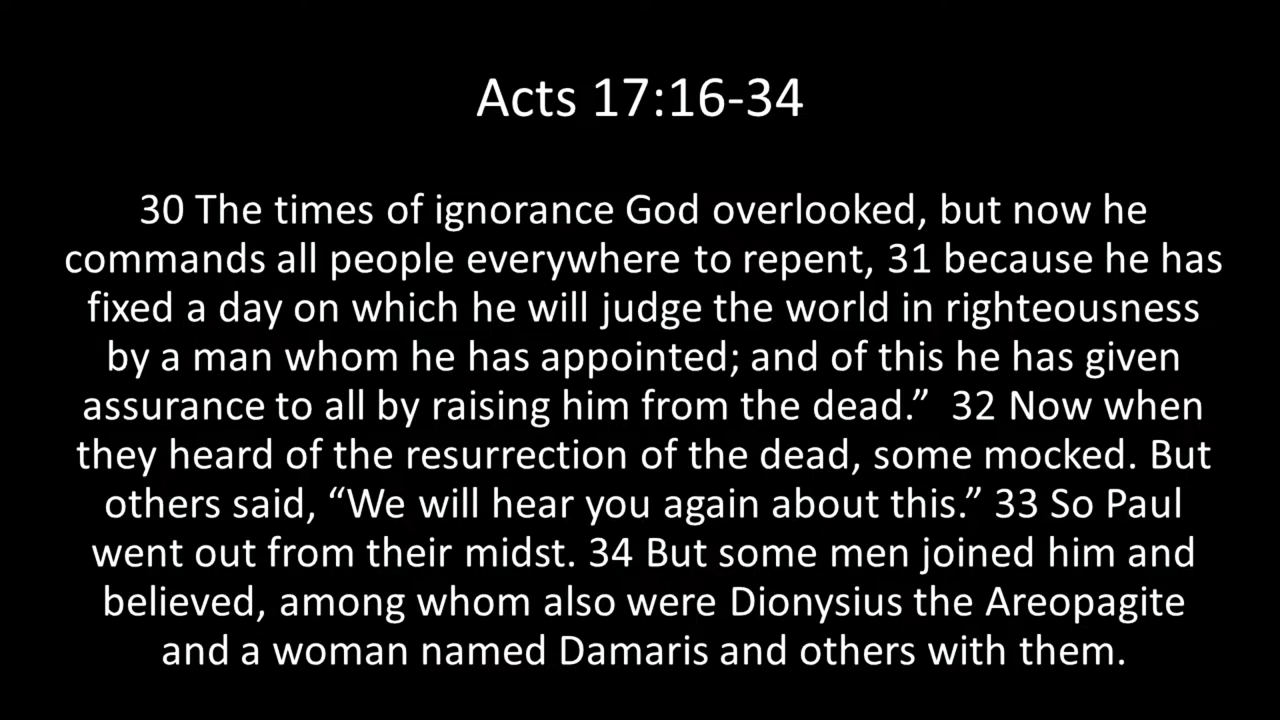 Acts 17:16-34
30 The times of ignorance God overlooked, but now he
commands all people everywhere to repent, 31 because he has
fixed a day on which he will judge the world in righteousness
by a man whom he has appointed; and of this he has given
assurance to all by raising him from the dead.”  32 Now when
they heard of the resurrection of the dead, some mocked. But
others said, “We will hear you again about this.” 33 So Paul
went out from their midst. 34 But some men joined him and
believed, among whom also were Dionysius the Areopagite
and a woman named Damaris and others with them.